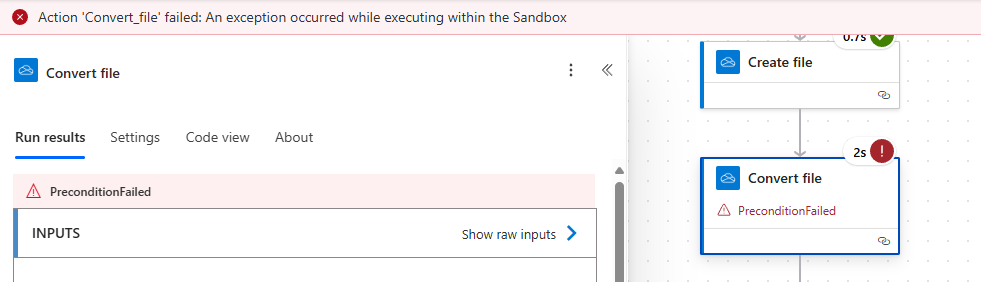 Action 'Convert_file' failed: An exception occurred while executing within the Sandbox
Convert file
Run results Settings Code view About
PreconditionFailed
INPUTS Show raw inputs
0.7s
Create file
2s
Convert file
PreconditionFailed